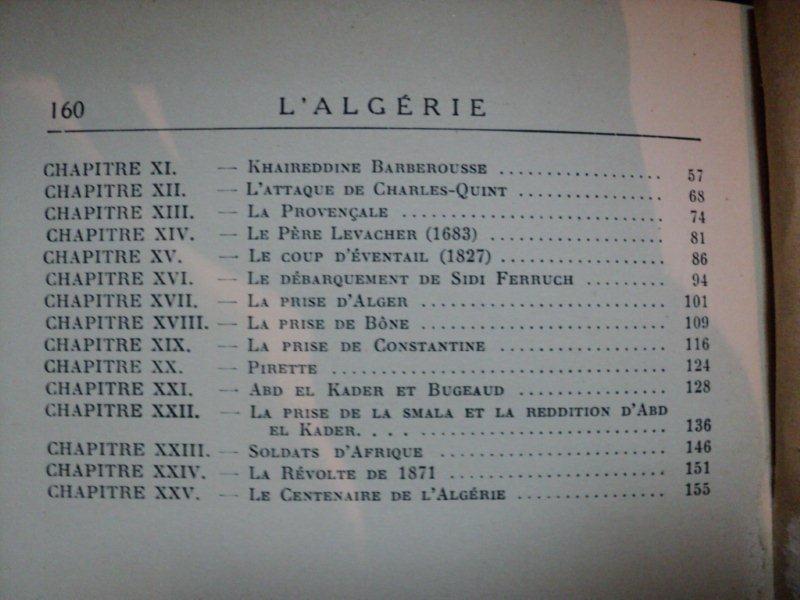 160 L'ALGÉRIE
CHAPITRE XI. — KHAIREDDINE BARBEROUSSE .................. 57
CHAPITRE XII. — L'ATTAQUE DE CHARLES-QUINT ................ 68
CHAPITRE XIII. — LA PROVENÇALE ............................ 74
CHAPITRE XIV. — LE PÈRE LEVACHER (1683) ................... 81
CHAPITRE XV. — LE COUP D'ÉVENTAIL (1827) .................. 86
CHAPITRE XVI. — LE DÉBARQUEMENT DE SIDI FERRUCH ......... 94
CHAPITRE XVII. — LA PRISE D'ALGER .......................... 101
CHAPITRE XVIII. — LA PRISE DE BÔNE ......................... 109
CHAPITRE XIX. — LA PRISE DE CONSTANTINE .................. 116
CHAPITRE XX. — PIRETTE .................................... 124
CHAPITRE XXI. — ABD EL KADER ET BUGEAUD ................. 128
CHAPITRE XXII. — LA PRISE DE LA SMALA ET LA REDDITION D'ABD
EL KADER. . . . .......................... 136
CHAPITRE XXIII. — SOLDATS D'AFRIQUE ........................ 146
CHAPITRE XXIV. — LA RÉVOLTE DE 1871 ....................... 151
CHAPITRE XXV. — LE CENTENAIRE DE L'ALGÉRIE ............... 155